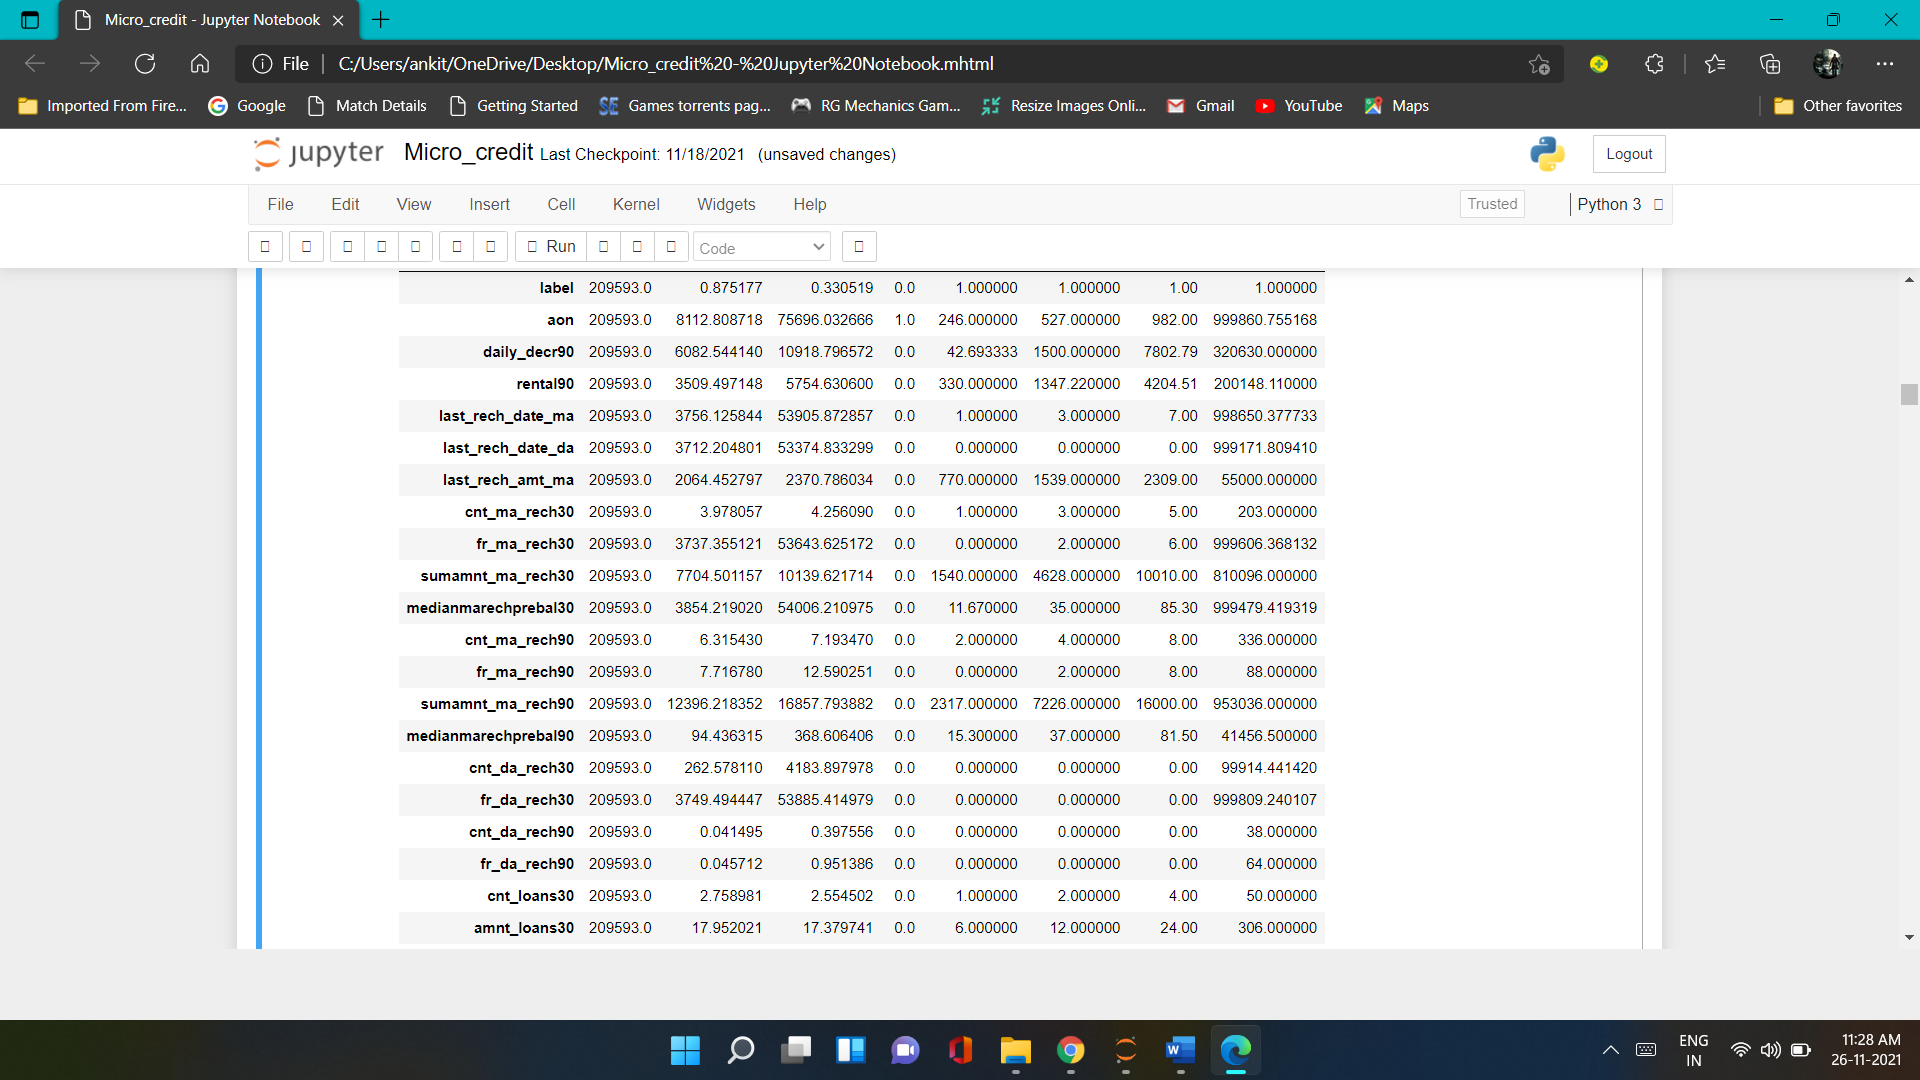 Micro_credit - Jupyter Notebook
File C:/Users/ankit/OneDrive/Desktop/Micro_credit%20-%20Jupyter%20Notebook.mhtml
Imported From Fire... Google Match Details Getting Started Games torrents pag... RG Mechanics Gam... Resize Images Onli... Gmail YouTube Maps Other favorites
jupyter Micro_credit Last Checkpoint: 11/18/2021 (unsaved changes) Logout
File Edit View Insert Cell Kernel Widgets Help Trusted Python 3
Run Code
label 209593.0 0.875177 0.330519 0.0 1.000000 1.000000 1.00 1.000000
aon 209593.0 8112.808718 75696.032666 1.0 246.000000 527.000000 982.00 999860.755168
daily_decr90 209593.0 6082.544140 10918.796572 0.0 42.693333 1500.000000 7802.79 320630.000000
rental90 209593.0 3509.497148 5754.630600 0.0 330.000000 1347.220000 4204.51 200148.110000
last_rech_date_ma 209593.0 3756.125844 53905.872857 0.0 1.000000 3.000000 7.00 998650.377733
last_rech_date_da 209593.0 3712.204801 53374.833299 0.0 0.000000 0.000000 0.00 999171.809410
last_rech_amt_ma 209593.0 2064.452797 2370.786034 0.0 770.000000 1539.000000 2309.00 55000.000000
cnt_ma_rech30 209593.0 3.978057 4.256090 0.0 1.000000 3.000000 5.00 203.000000
fr_ma_rech30 209593.0 3737.355121 53643.625172 0.0 0.000000 2.000000 6.00 999606.368132
sumamnt_ma_rech30 209593.0 7704.501157 10139.621714 0.0 1540.000000 4628.000000 10010.00 810096.000000
medianmarechprebal30 209593.0 3854.219020 54006.210975 0.0 11.670000 35.000000 85.30 999479.419319
cnt_ma_rech90 209593.0 6.315430 7.193470 0.0 2.000000 4.000000 8.00 336.000000
fr_ma_rech90 209593.0 7.716780 12.590251 0.0 0.000000 2.000000 8.00 88.000000
sumamnt_ma_rech90 209593.0 12396.218352 16857.793882 0.0 2317.000000 7226.000000 16000.00 953036.000000
medianmarechprebal90 209593.0 94.436315 368.606406 0.0 15.300000 37.000000 81.50 41456.500000
cnt_da_rech30 209593.0 262.578110 4183.897978 0.0 0.000000 0.000000 0.00 99914.441420
fr_da_rech30 209593.0 3749.494447 53885.414979 0.0 0.000000 0.000000 0.00 999809.240107
cnt_da_rech90 209593.0 0.041495 0.397556 0.0 0.000000 0.000000 0.00 38.000000
fr_da_rech90 209593.0 0.045712 0.951386 0.0 0.000000 0.000000 0.00 64.000000
cnt_loans30 209593.0 2.758981 2.554502 0.0 1.000000 2.000000 4.00 50.000000
amnt_loans30 209593.0 17.952021 17.379741 0.0 6.000000 12.000000 24.00 306.000000
ENG 11:28 AM
IN 26-11-2021